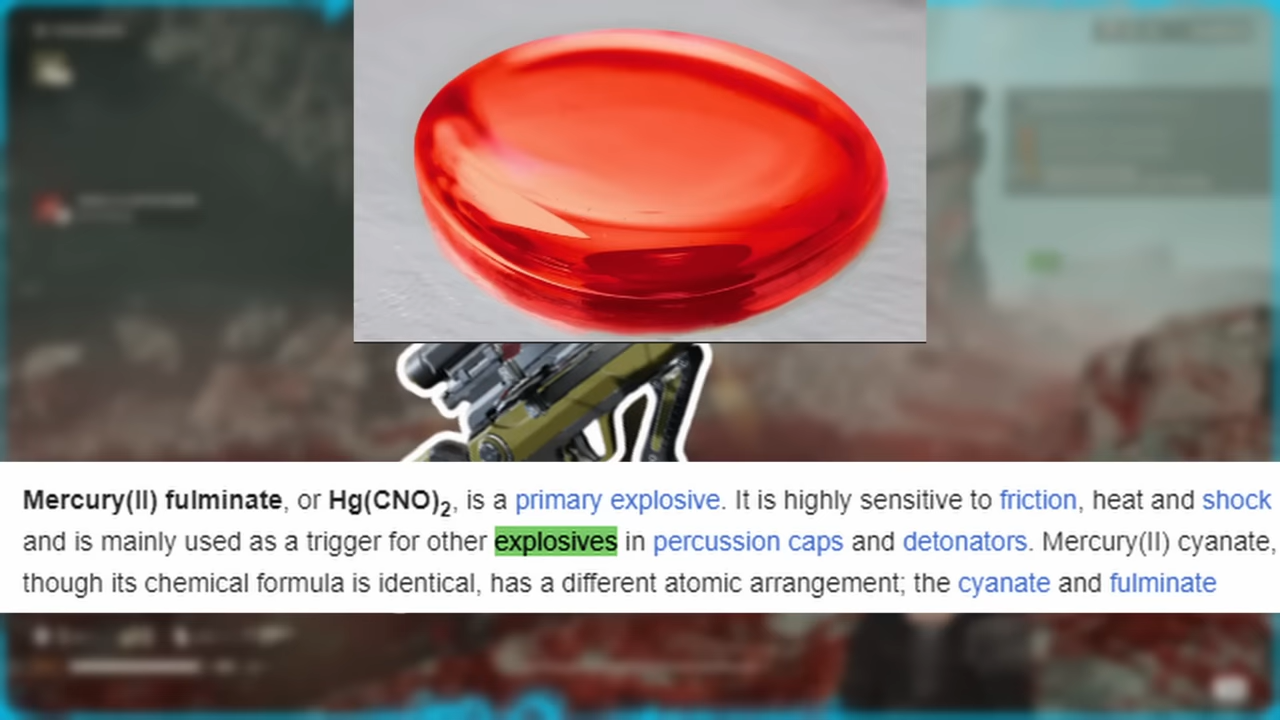 Mercury(II) fulminate, or Hg(CNO)2, is a primary explosive. It is highly sensitive to friction, heat and shock
and is mainly used as a trigger for other explosives in percussion caps and detonators. Mercury(II) cyanate,
though its chemical formula is identical, has a different atomic arrangement; the cyanate and fulminate